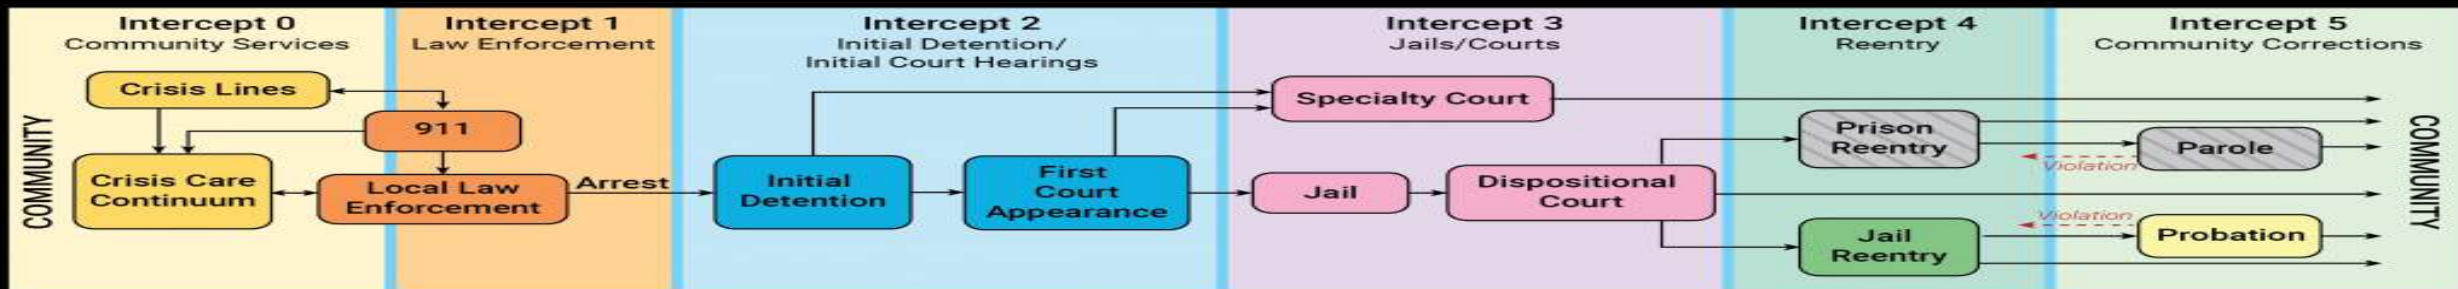 Intercept 0
Community Services
Intercept 1
Law Enforcement
Intercept 2
Initial Detention/
Initial Court Hearings
Intercept 3
Jails/Courts
Intercept 4
Reentry
Intercept 5
Community Corrections
COMMUNITY
Crisis Lines
911
Crisis Care
Continuum
Local Law
Enforcement
Arrest
Initial
Detention
First
Court
Appearance
Specialty Court
Jail
Dispositional
Court
Prison
Reentry
Violation
Parole
Jail
Reentry
Violation
Probation
COMMUNITY